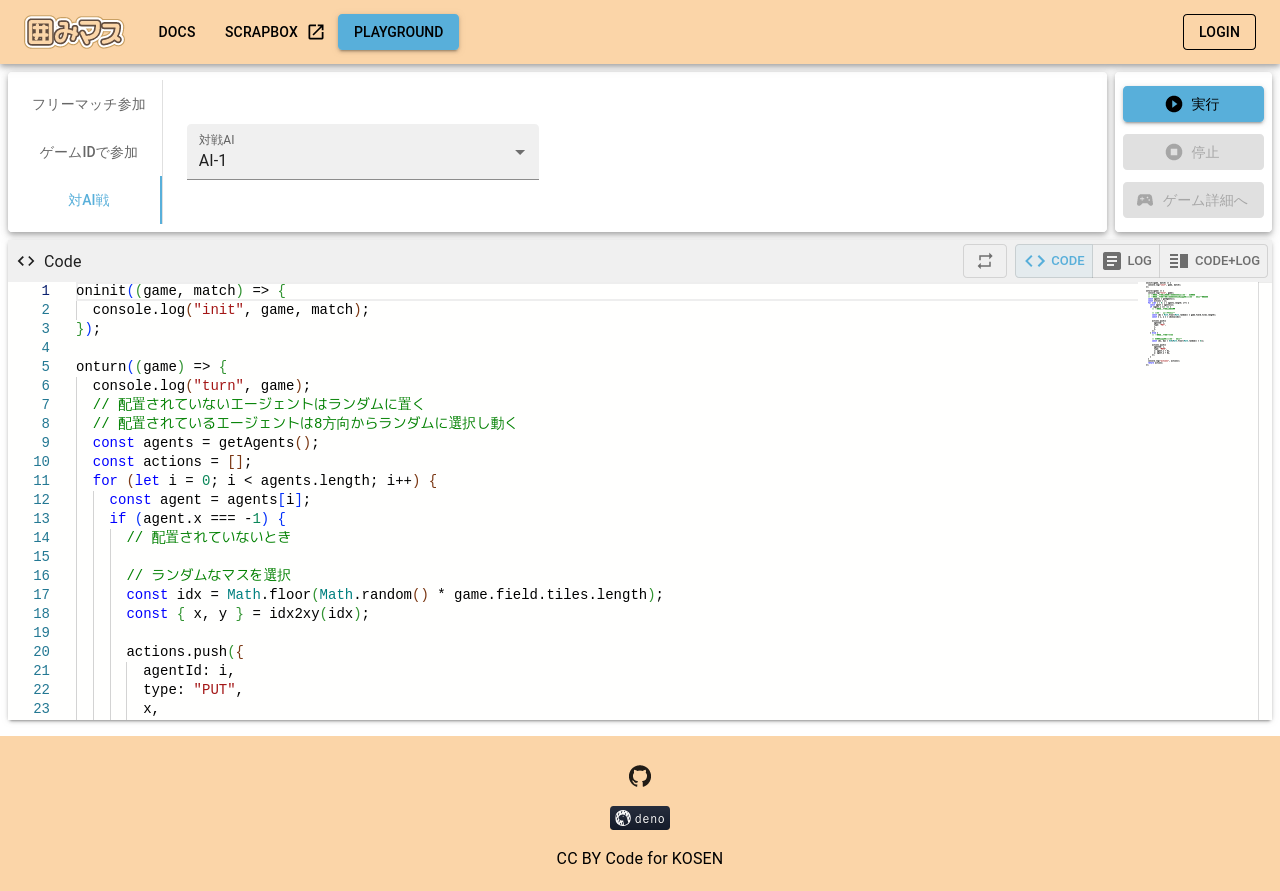 囲みマス
DOCS
SCRAPBOX
PLAYGROUND
LOGIN
フリーマッチ参加
ゲームIDで参加
対AI戦
対戦AI
AI-1
実行
停止
ゲーム詳細へ
Code
CODE
LOG
CODE+LOG
1 oninit((game, match) => {
2   console.log("init", game, match);
3 });
4
5 onturn((game) => {
6   console.log("turn", game);
7   // 配置されていないエージェントはランダムに置く
8   // 配置されているエージェントは8方向からランダムに選択し動く
9   const agents = getAgents();
10   const actions = [];
11   for (let i = 0; i < agents.length; i++) {
12     const agent = agents[i];
13     if (agent.x === -1) {
14       // 配置されていないとき
15
16       // ランダムなマスを選択
17       const idx = Math.floor(Math.random() * game.field.tiles.length);
18       const { x, y } = idx2xy(idx);
19
20       actions.push({
21         agentId: i,
22         type: "PUT",
23         x,
deno
CC BY Code for KOSEN